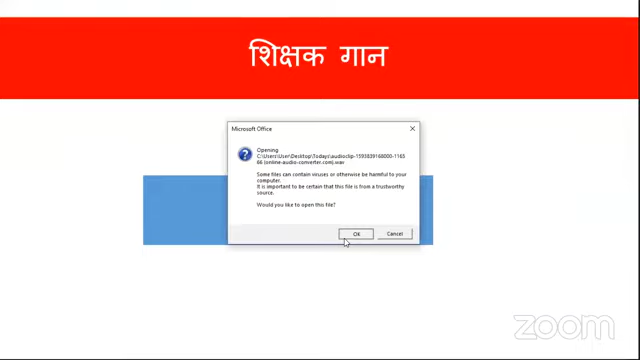 शिक्षक गान
Microsoft Office
Opening
C:\Users\User\Desktop\Todays\audioclip-1593839168000-1165
66 (online-audio-converter.com).wav
Some files can contain viruses or otherwise be harmful to your
computer.
It is important to be certain that this file is from a trustworthy
source.
Would you like to open this file?
OK
Cancel
zoom